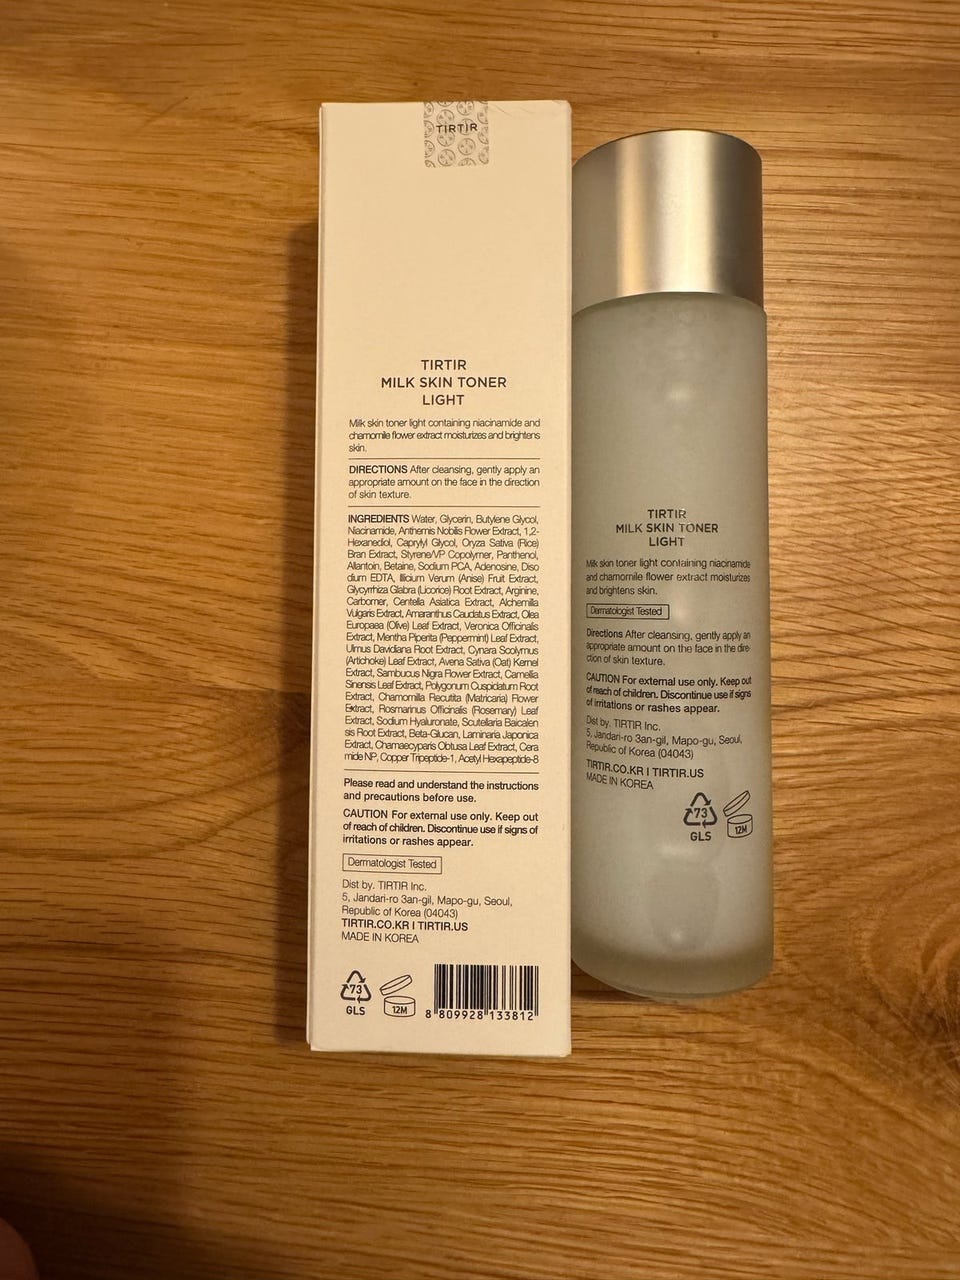 TIRTIR
TIRTIR
MILK SKIN TONER
LIGHT
Milk skin toner light containing niacinamide and
chamomile flower extract moisturizes and brightens
skin.
DIRECTIONS After cleansing, gently apply an
appropriate amount on the face in the direction
of skin texture.
INGREDIENTS Water, Glycerin, Butylene Glycol,
Niacinamide, Anthemis Nobilis Flower Extract, 1,2-
Hexanediol, Caprylyl Glycol, Oryza Sativa (Rice)
Bran Extract, Styrene/VP Copolymer, Panthenol,
Allantoin, Betaine, Sodium PCA, Adenosine, Diso
dium EDTA, Illicium Verum (Anise) Fruit Extract,
Glycyrrhiza Glabra (Licorice) Root Extract, Arginine,
Carbomer, Centella Asiatica Extract, Alchemilla
Vulgaris Extract, Amaranthus Caudatus Extract, Olea
Europaea (Olive) Leaf Extract, Veronica Officinalis
Extract, Mentha Piperita (Peppermint) Leaf Extract,
Ulmus Davidiana Root Extract, Cynara Scolymus
(Artichoke) Leaf Extract, Avena Sativa (Oat) Kernel
Extract, Sambucus Nigra Flower Extract, Camellia
Sinensis Leaf Extract, Polygonum Cuspidatum Root
Extract, Chamomilla Recutita (Matricaria) Flower
Extract, Rosmarinus Officinalis (Rosemary) Leaf
Extract, Sodium Hyaluronate, Scutellaria Baicalen
sis Root Extract, Beta-Glucan, Laminaria Japonica
Extract, Chamaecyparis Obtusa Leaf Extract, Cera
mide NP, Copper Tripeptide-1, Acetyl Hexapeptide-8
Please read and understand the instructions
and precautions before use.
CAUTION For external use only. Keep out
of reach of children. Discontinue use if signs of
irritations or rashes appear.
Dermatologist Tested
Dist by. TIRTIR Inc.
5, Jandari-ro 3an-gil, Mapo-gu, Seoul,
Republic of Korea (04043)
TIRTIR.CO.KR I TIRTIR.US
MADE IN KOREA
73
GLS
12M
8 809928 133812
TIRTIR
MILK SKIN TONER
LIGHT
Milk skin toner light containing niacinamide
and chamomile flower extract moisturizes
and brightens skin.
Dermatologist Tested
Directions After cleansing, gently apply an
appropriate amount on the face in the dire-
ction of skin texture.
CAUTION For external use only. Keep out
of reach of children. Discontinue use if signs
of irritations or rashes appear.
Dist by. TIRTIR Inc.
5, Jandari-ro 3an-gil, Mapo-gu, Seoul,
Republic of Korea (04043)
TIRTIR.CO.KR I TIRTIR.US
MADE IN KOREA
73
GLS
12M